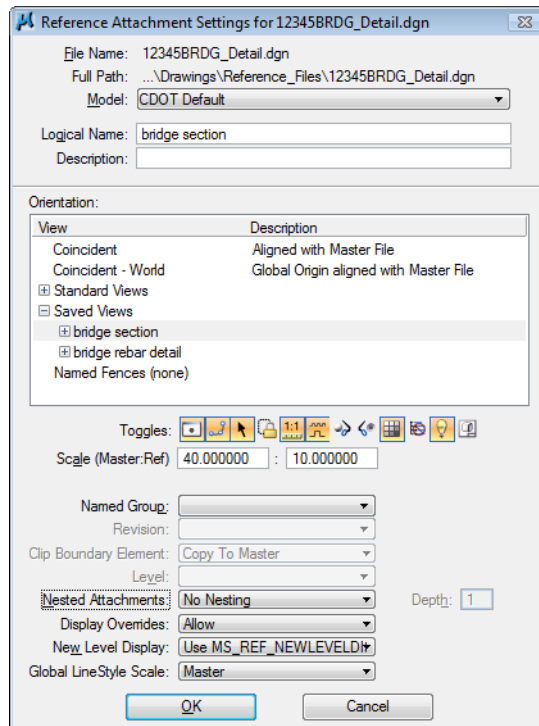 Reference Attachment Settings for 12345BRDG_Detail.dgn
File Name: 12345BRDG_Detail.dgn
Full Path: ...\Drawings\Reference_Files\12345BRDG_Detail.dgn
Model: CDOT Default
Logical Name: bridge section
Description:
Orientation:
View Description
Coincident Aligned with Master File
Coincident - World Global Origin aligned with Master File
Standard Views
Saved Views
bridge section
bridge rebar detail
Named Fences (none)
Toggles: 1:1
Scale (Master:Ref) 40.000000 : 10.000000
Named Group:
Revision:
Clip Boundary Element: Copy To Master
Level:
Nested Attachments: No Nesting Depth: 1
Display Overrides: Allow
New Level Display: Use MS_REF_NEWLEVELDI
Global LineStyle Scale: Master
OK Cancel